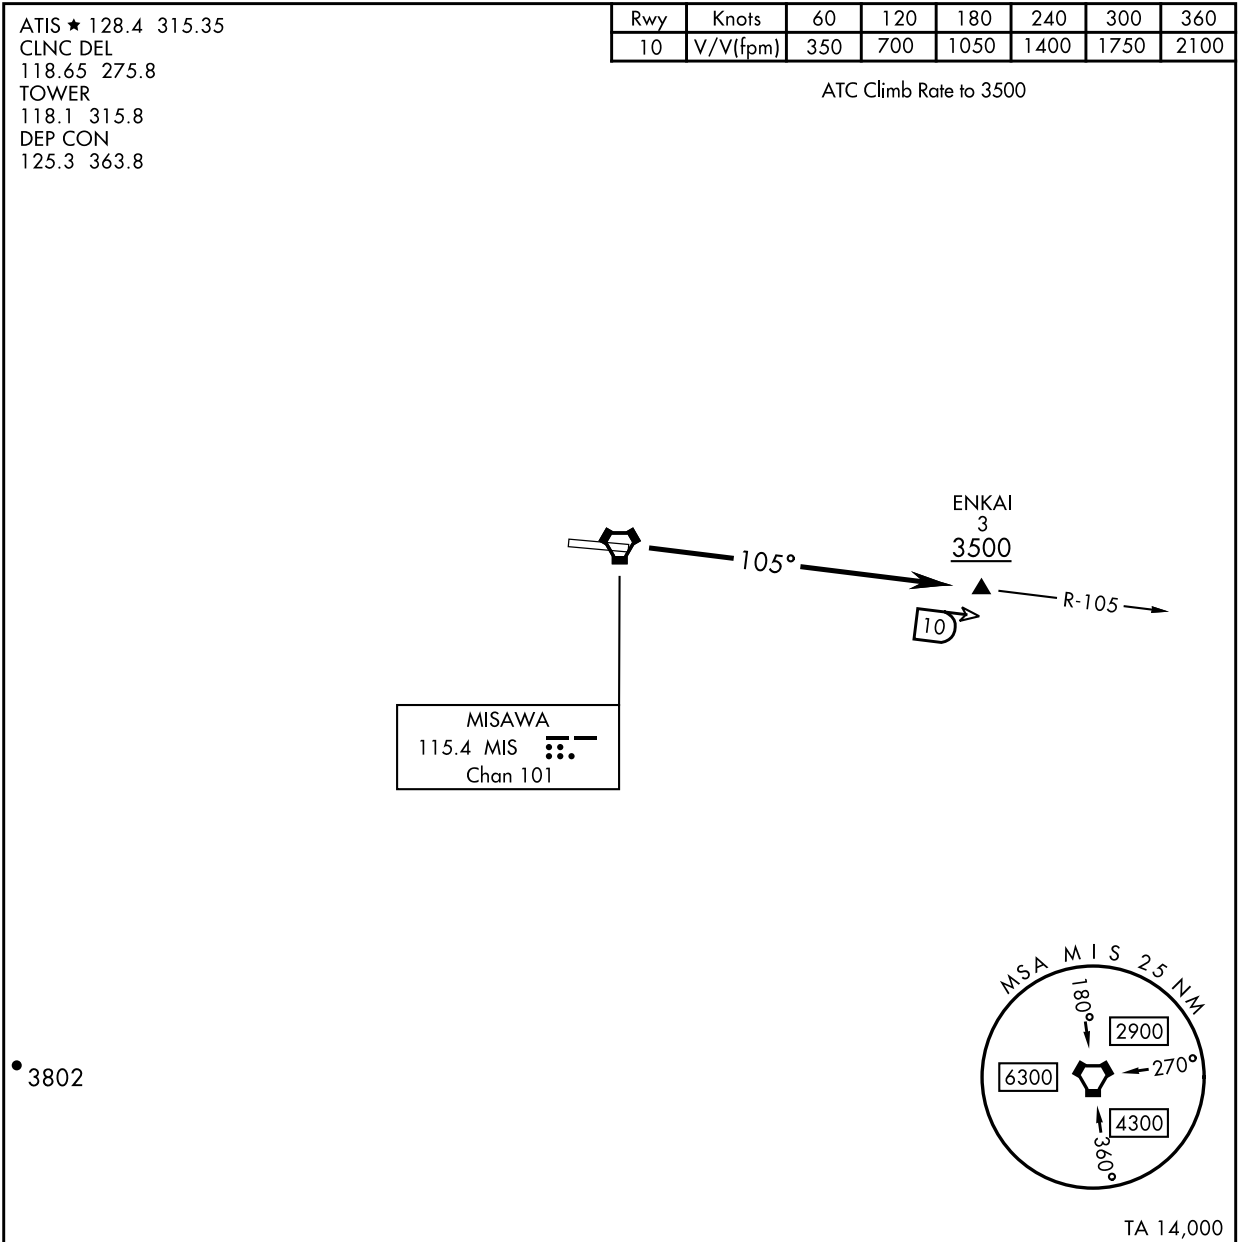 ATIS ★ 128.4 315.35
CLNC DEL
118.65 275.8
TOWER
118.1 315.8
DEP CON
125.3 363.8
Rwy Knots 60 120 180 240 300 360
10 V/V(fpm) 350 700 1050 1400 1750 2100
ATC Climb Rate to 3500
ENKAI
3
3500
105°
R-105
10
MISAWA
115.4 MIS
Chan 101
3802
MSA MIS 25 NM
180°
2900
270°
6300
4300
360°
TA 14,000